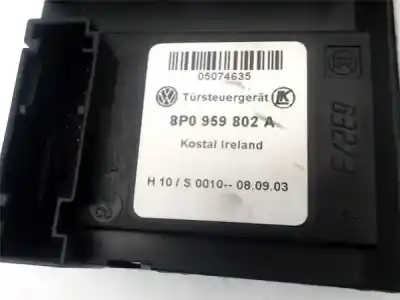 05074635
Türsteuergerät
8P0 959 802 A
Kostal Ireland
H 10 / S 0010-- 08.09.03